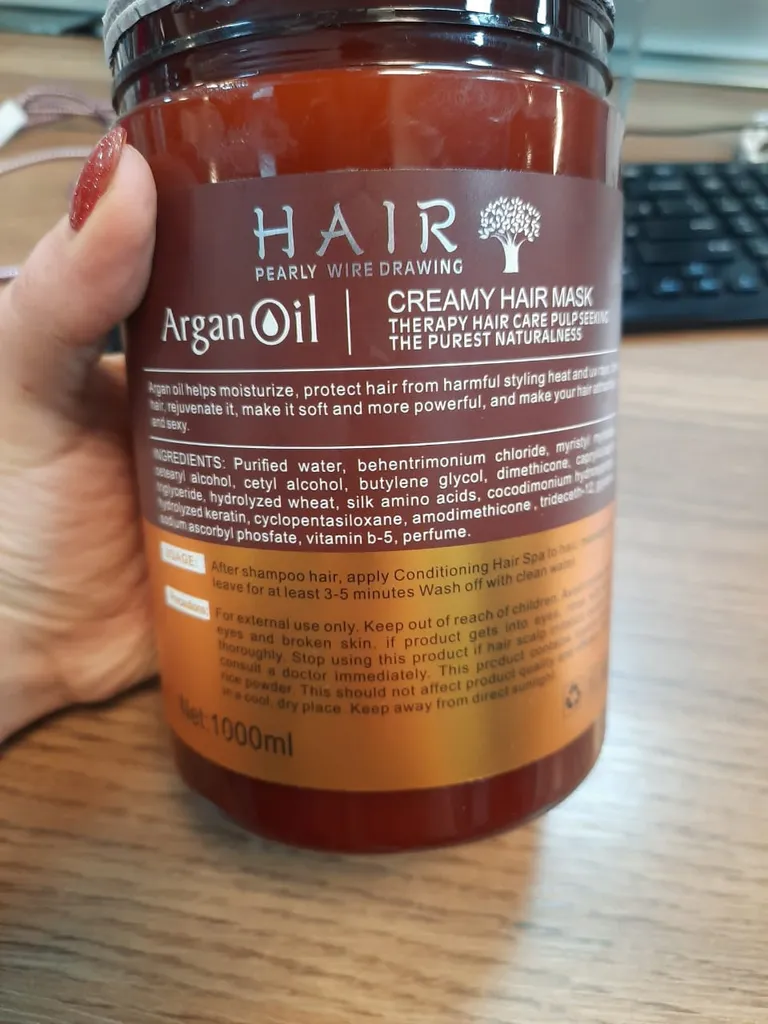 HAIR
PEARLY WIRE DRAWING
Argan Oil
CREAMY HAIR MASK
THERAPY HAIR CARE PULP SEEKING
THE PUREST NATURALNESS
Argan oil helps moisturize, protect hair from harmful styling heat and uv
hair, rejuvenate it, make it soft and more powerful, and make your hair
and sexy.
INGREDIENTS: Purified water, behentrimonium chloride, myristyl
cetearyl alcohol, cetyl alcohol, butylene glycol, dimethicone,
triglyceride, hydrolyzed wheat, silk amino acids, cocodimonium
hydrolyzed keratin, cyclopentasiloxane, amodimethicone, trideceth-12,
sodium ascorbyl phosfate, vitamin b-5, perfume.
USAGE:
After shampoo hair, apply Conditioning Hair Spa to hair,
leave for at least 3-5 minutes Wash off with clean water
For external use only. Keep out of reach of children.
eyes and broken skin. if product gets into eyes,
thoroughly. Stop using this product if hair scalp
consult a doctor immediately. This product
rice powder. This should not affect product quality
in a cool, dry place. Keep away from direct sunlight.
Net:1000ml